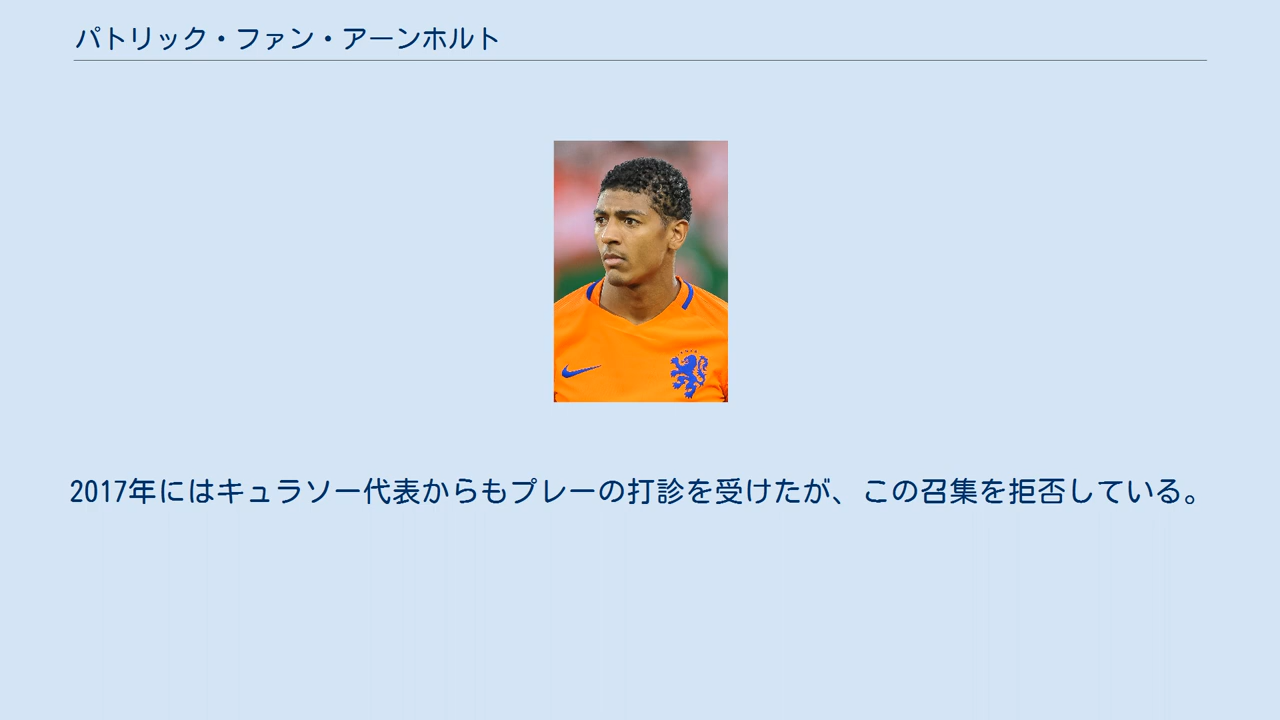 パトリック・ファン・アーンホルト
2017年にはキュラソー代表からもプレーの打診を受けたが、この召集を拒否している。